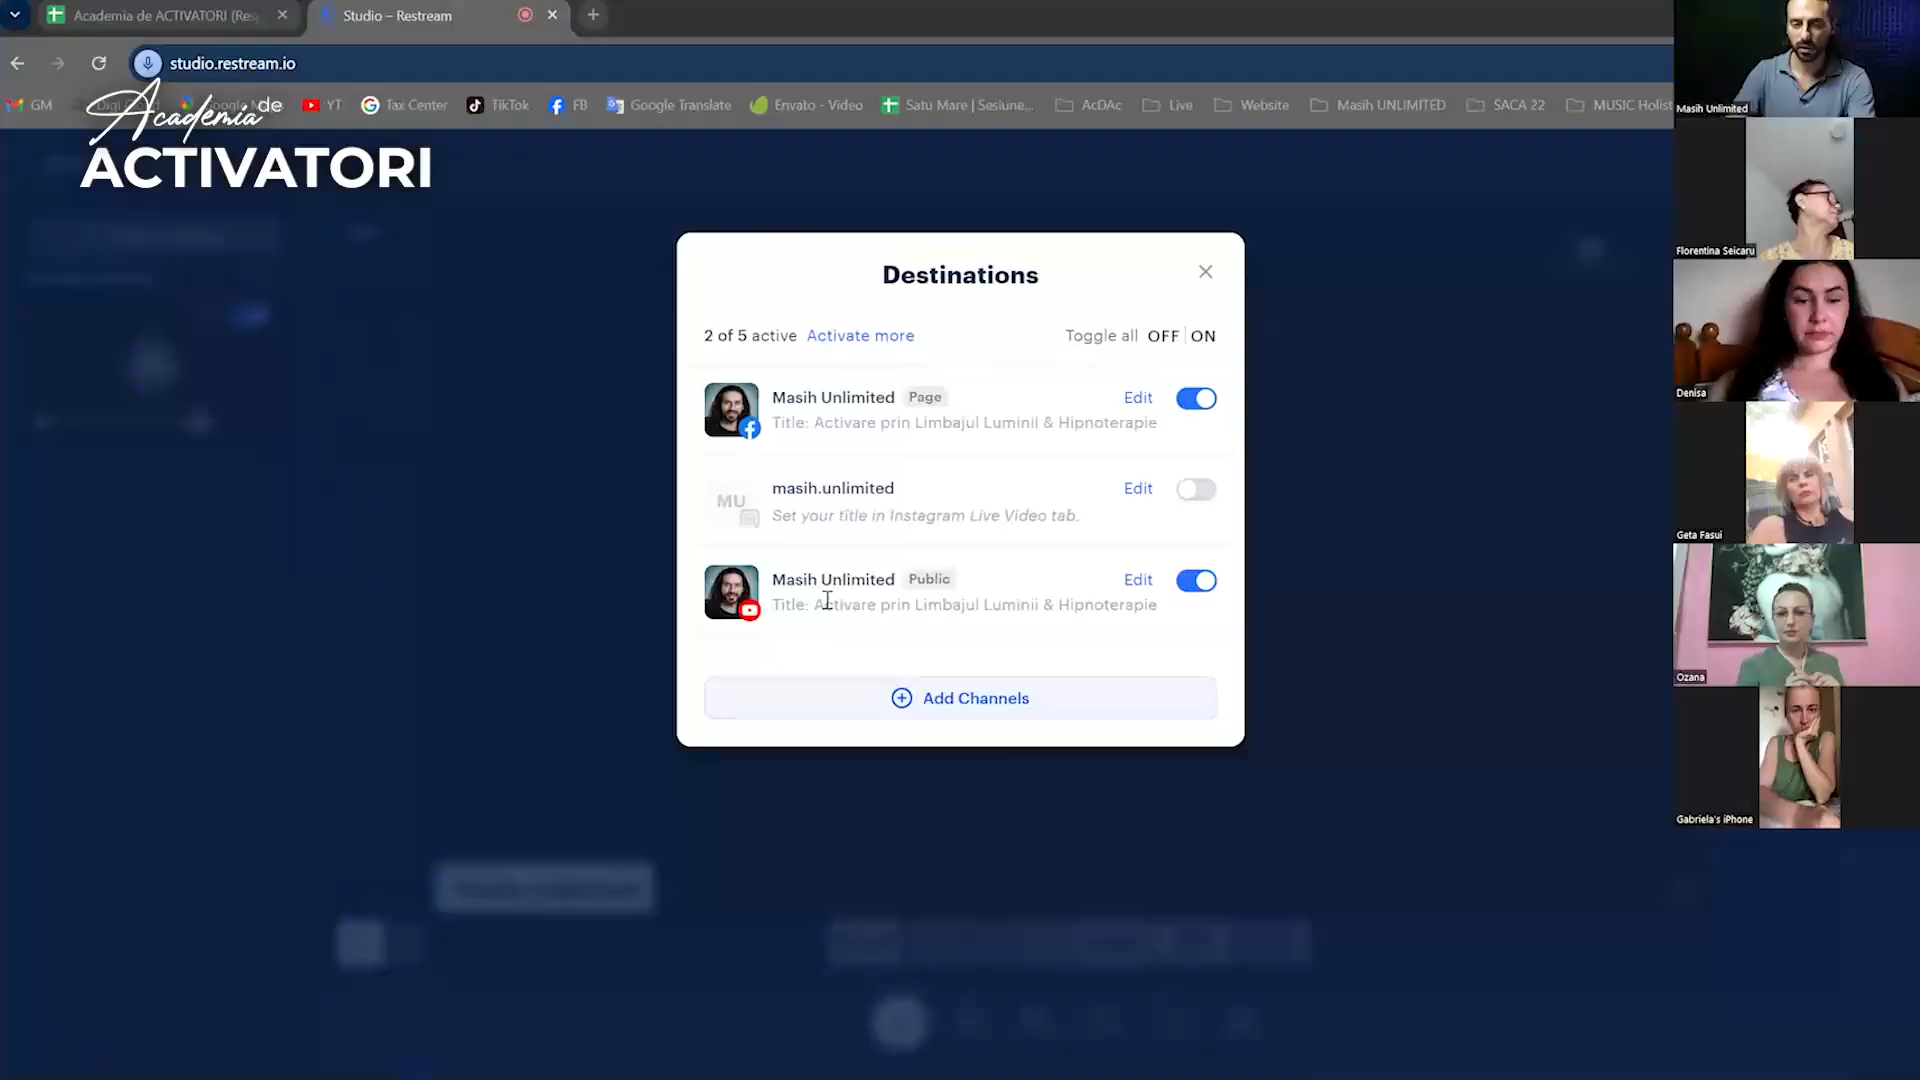 Academia de ACTIVATORI (Res
Studio – Restream
studio.restream.io
GM
YT
Tax Center
TikTok
FB
Google Translate
Envato - Video
Satu Mare | Sesiune...
AcDAc
Live
Website
Masih UNLIMITED
SACA 22
MUSIC Holist
Academia de
ACTIVATORI
Destinations
2 of 5 active Activate more
Toggle all OFF ON
Masih Unlimited Page Edit
Title: Activare prin Limbajul Luminii & Hipnoterapie
MU
masih.unlimited Edit
Set your title in Instagram Live Video tab.
Masih Unlimited Public Edit
Title: Activare prin Limbajul Luminii & Hipnoterapie
Add Channels
Masih Unlimited
Florentina Seicaru
Denisa
Geta Fasui
Ozana
Gabriela's iPhone